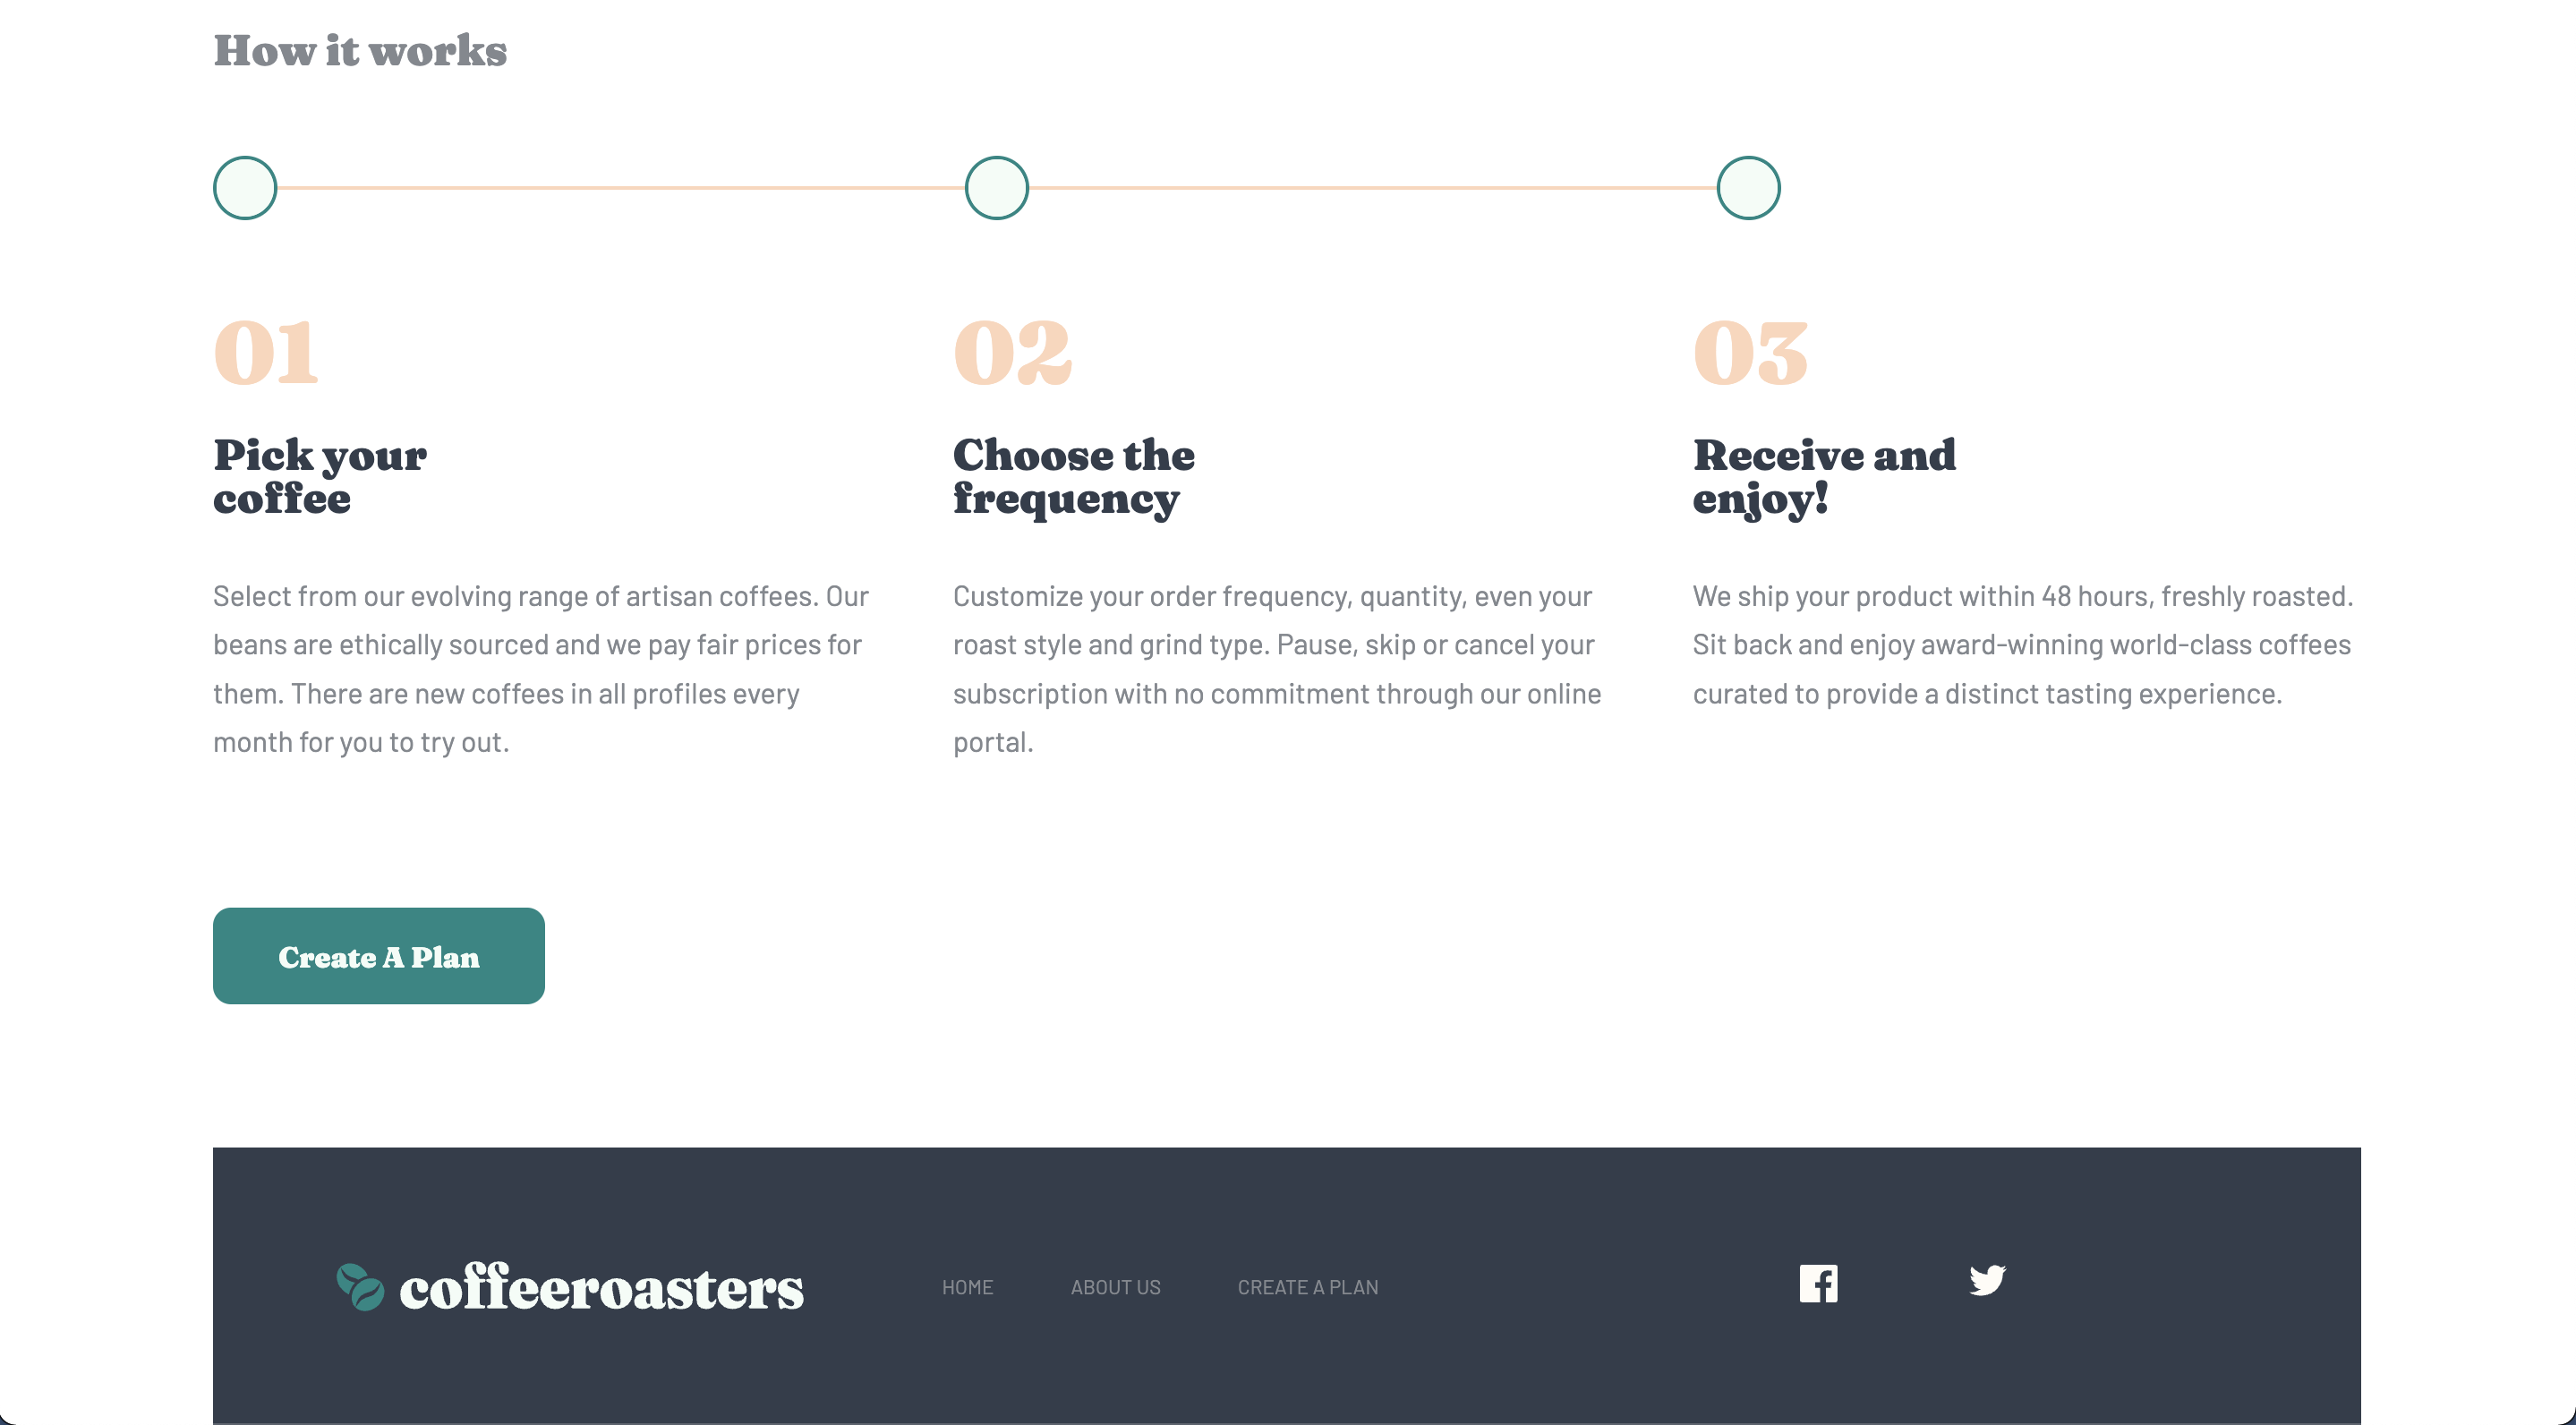 How it works
01
Pick your
coffee
Select from our evolving range of artisan coffees. Our
beans are ethically sourced and we pay fair prices for
them. There are new coffees in all profiles every
month for you to try out.
02
Choose the
frequency
Customize your order frequency, quantity, even your
roast style and grind type. Pause, skip or cancel your
subscription with no commitment through our online
portal.
03
Receive and
enjoy!
We ship your product within 48 hours, freshly roasted.
Sit back and enjoy award-winning world-class coffees
curated to provide a distinct tasting experience.
Create A Plan
coffeeroasters
HOME
ABOUT US
CREATE A PLAN